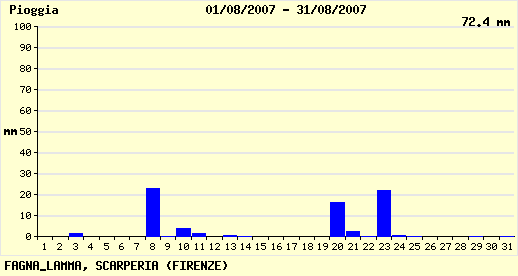 Pioggia 01/08/2007 - 31/08/2007
72.4 mm
100
90
80
70
60
mm 50
40
30
20
10
0
1 2 3 4 5 6 7 8 9 10 11 12 13 14 15 16 17 18 19 20 21 22 23 24 25 26 27 28 29 30 31
FAGNA_LAMMA, SCARPERIA (FIRENZE)